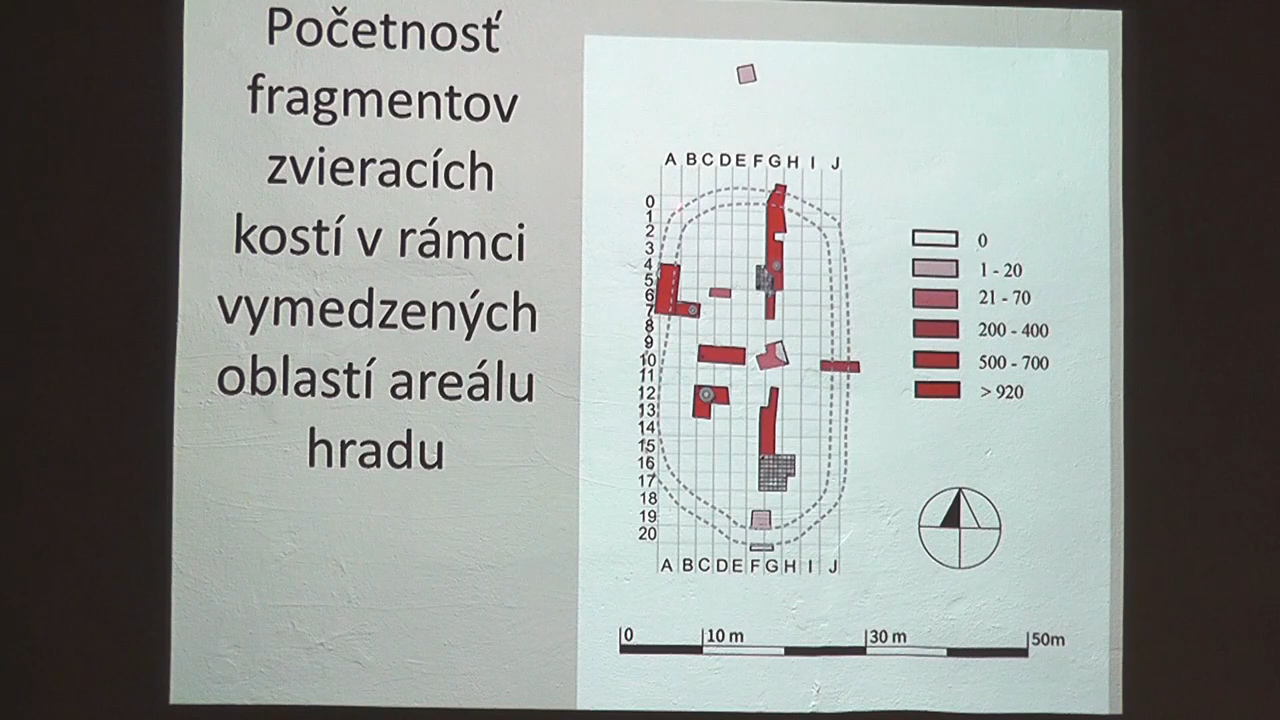 Početnosť
fragmentov
zvieracích
kostí v rámci
vymedzených
oblastí areálu
hradu
A B C D E F G H I J
0
1
2
3
4
5
6
7
8
9
10
11
12
13
14
15
16
17
18
19
20
A B C D E F G H I J
0
1 - 20
21 - 70
200 - 400
500 - 700
> 920
0 10 m 30 m 50m